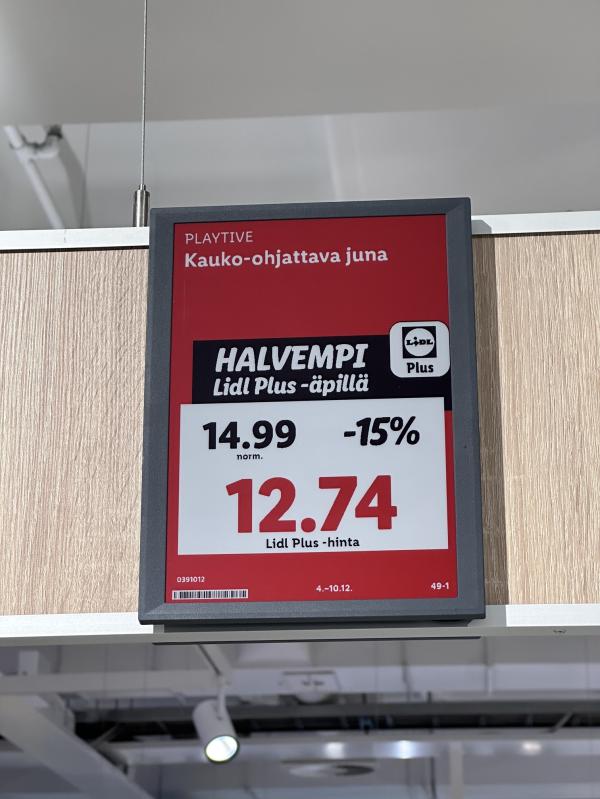 PLAYTIVE
Kauko-ohjattava juna
LIDL
Plus
HALVEMPI
Lidl Plus -äpillä
14.99 -15%
norm.
12.74
Lidl Plus -hinta
0391012
4.–10.12. 49-1